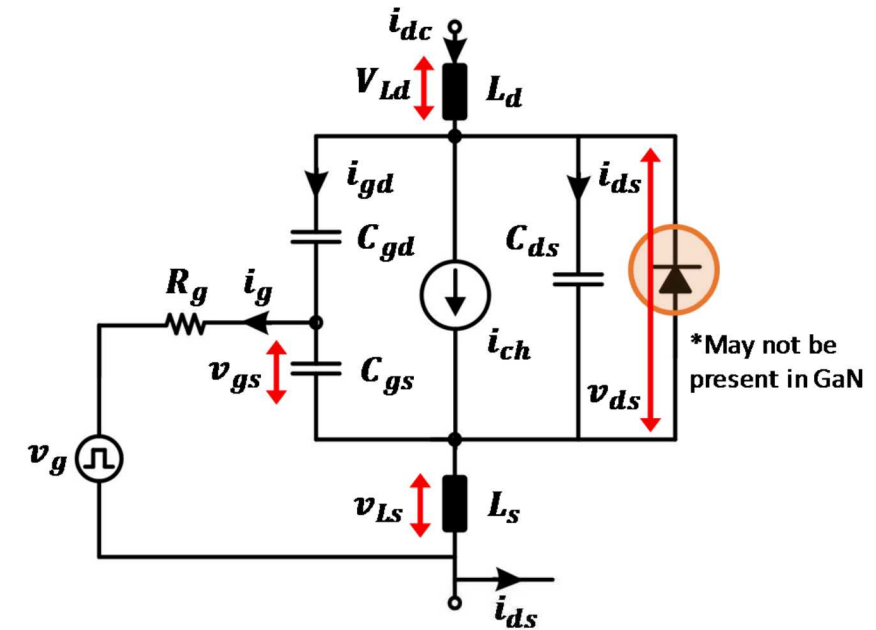 i_dc
V_Ld
L_d
i_gd
i_ds
C_gd
C_ds
R_g
i_g
i_ch
*May not be
present in GaN
v_gs
C_gs
v_ds
v_g
v_Ls
L_s
i_ds